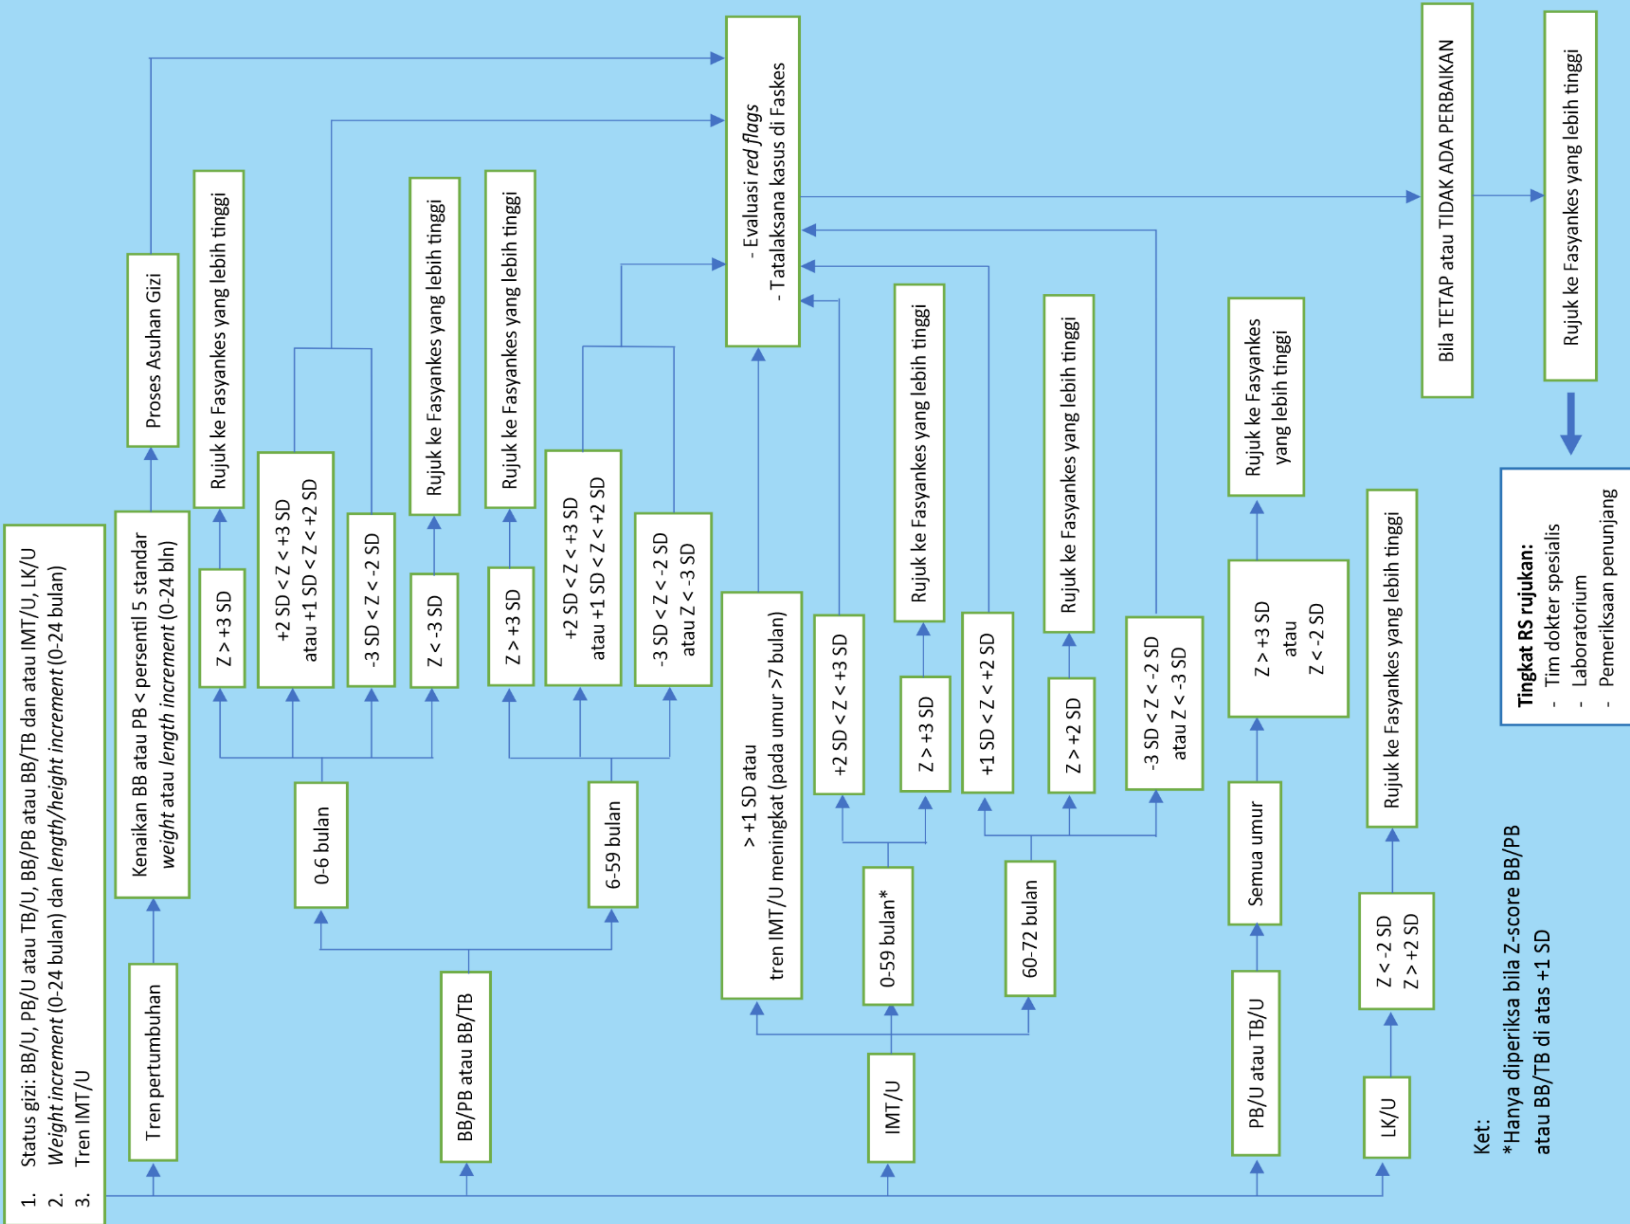 1. Status gizi: BB/U, PB/U atau TB/U, BB/PB atau BB/TB dan atau IMT/U, LK/U
2. Weight increment (0-24 bulan) dan length/height increment (0-24 bulan)
3. Tren IMT/U
Tren pertumbuhan
Kenaikan BB atau PB < persentil 5 standar
weight atau length increment (0-24 bln)
Proses Asuhan Gizi
BB/PB atau BB/TB
0-6 bulan
Z > +3 SD
Rujuk ke Fasyankes yang lebih tinggi
+2 SD < Z < +3 SD
atau +1 SD < Z < +2 SD
-3 SD < Z < -2 SD
Z < -3 SD
Rujuk ke Fasyankes yang lebih tinggi
6-59 bulan
Z > +3 SD
Rujuk ke Fasyankes yang lebih tinggi
+2 SD < Z < +3 SD
atau +1 SD < Z < +2 SD
-3 SD < Z < -2 SD
atau Z < -3 SD
- Evaluasi red flags
- Tatalaksana kasus di Faskes
IMT/U
> +1 SD atau
tren IMT/U meningkat (pada umur >7 bulan)
0-59 bulan*
+2 SD < Z < +3 SD
Z > +3 SD
Rujuk ke Fasyankes yang lebih tinggi
60-72 bulan
+1 SD < Z < +2 SD
Z > +2 SD
Rujuk ke Fasyankes yang lebih tinggi
-3 SD < Z < -2 SD
atau Z < -3 SD
PB/U atau TB/U
Semua umur
Z > +3 SD
atau
Z < -2 SD
Rujuk ke Fasyankes
yang lebih tinggi
LK/U
Z < -2 SD
Z > +2 SD
Rujuk ke Fasyankes yang lebih tinggi
Bila TETAP atau TIDAK ADA PERBAIKAN
Rujuk ke Fasyankes yang lebih tinggi
Ket:
*Hanya diperiksa bila Z-score BB/PB
atau BB/TB di atas +1 SD
Tingkat RS rujukan:
- Tim dokter spesialis
- Laboratorium
- Pemeriksaan penunjang